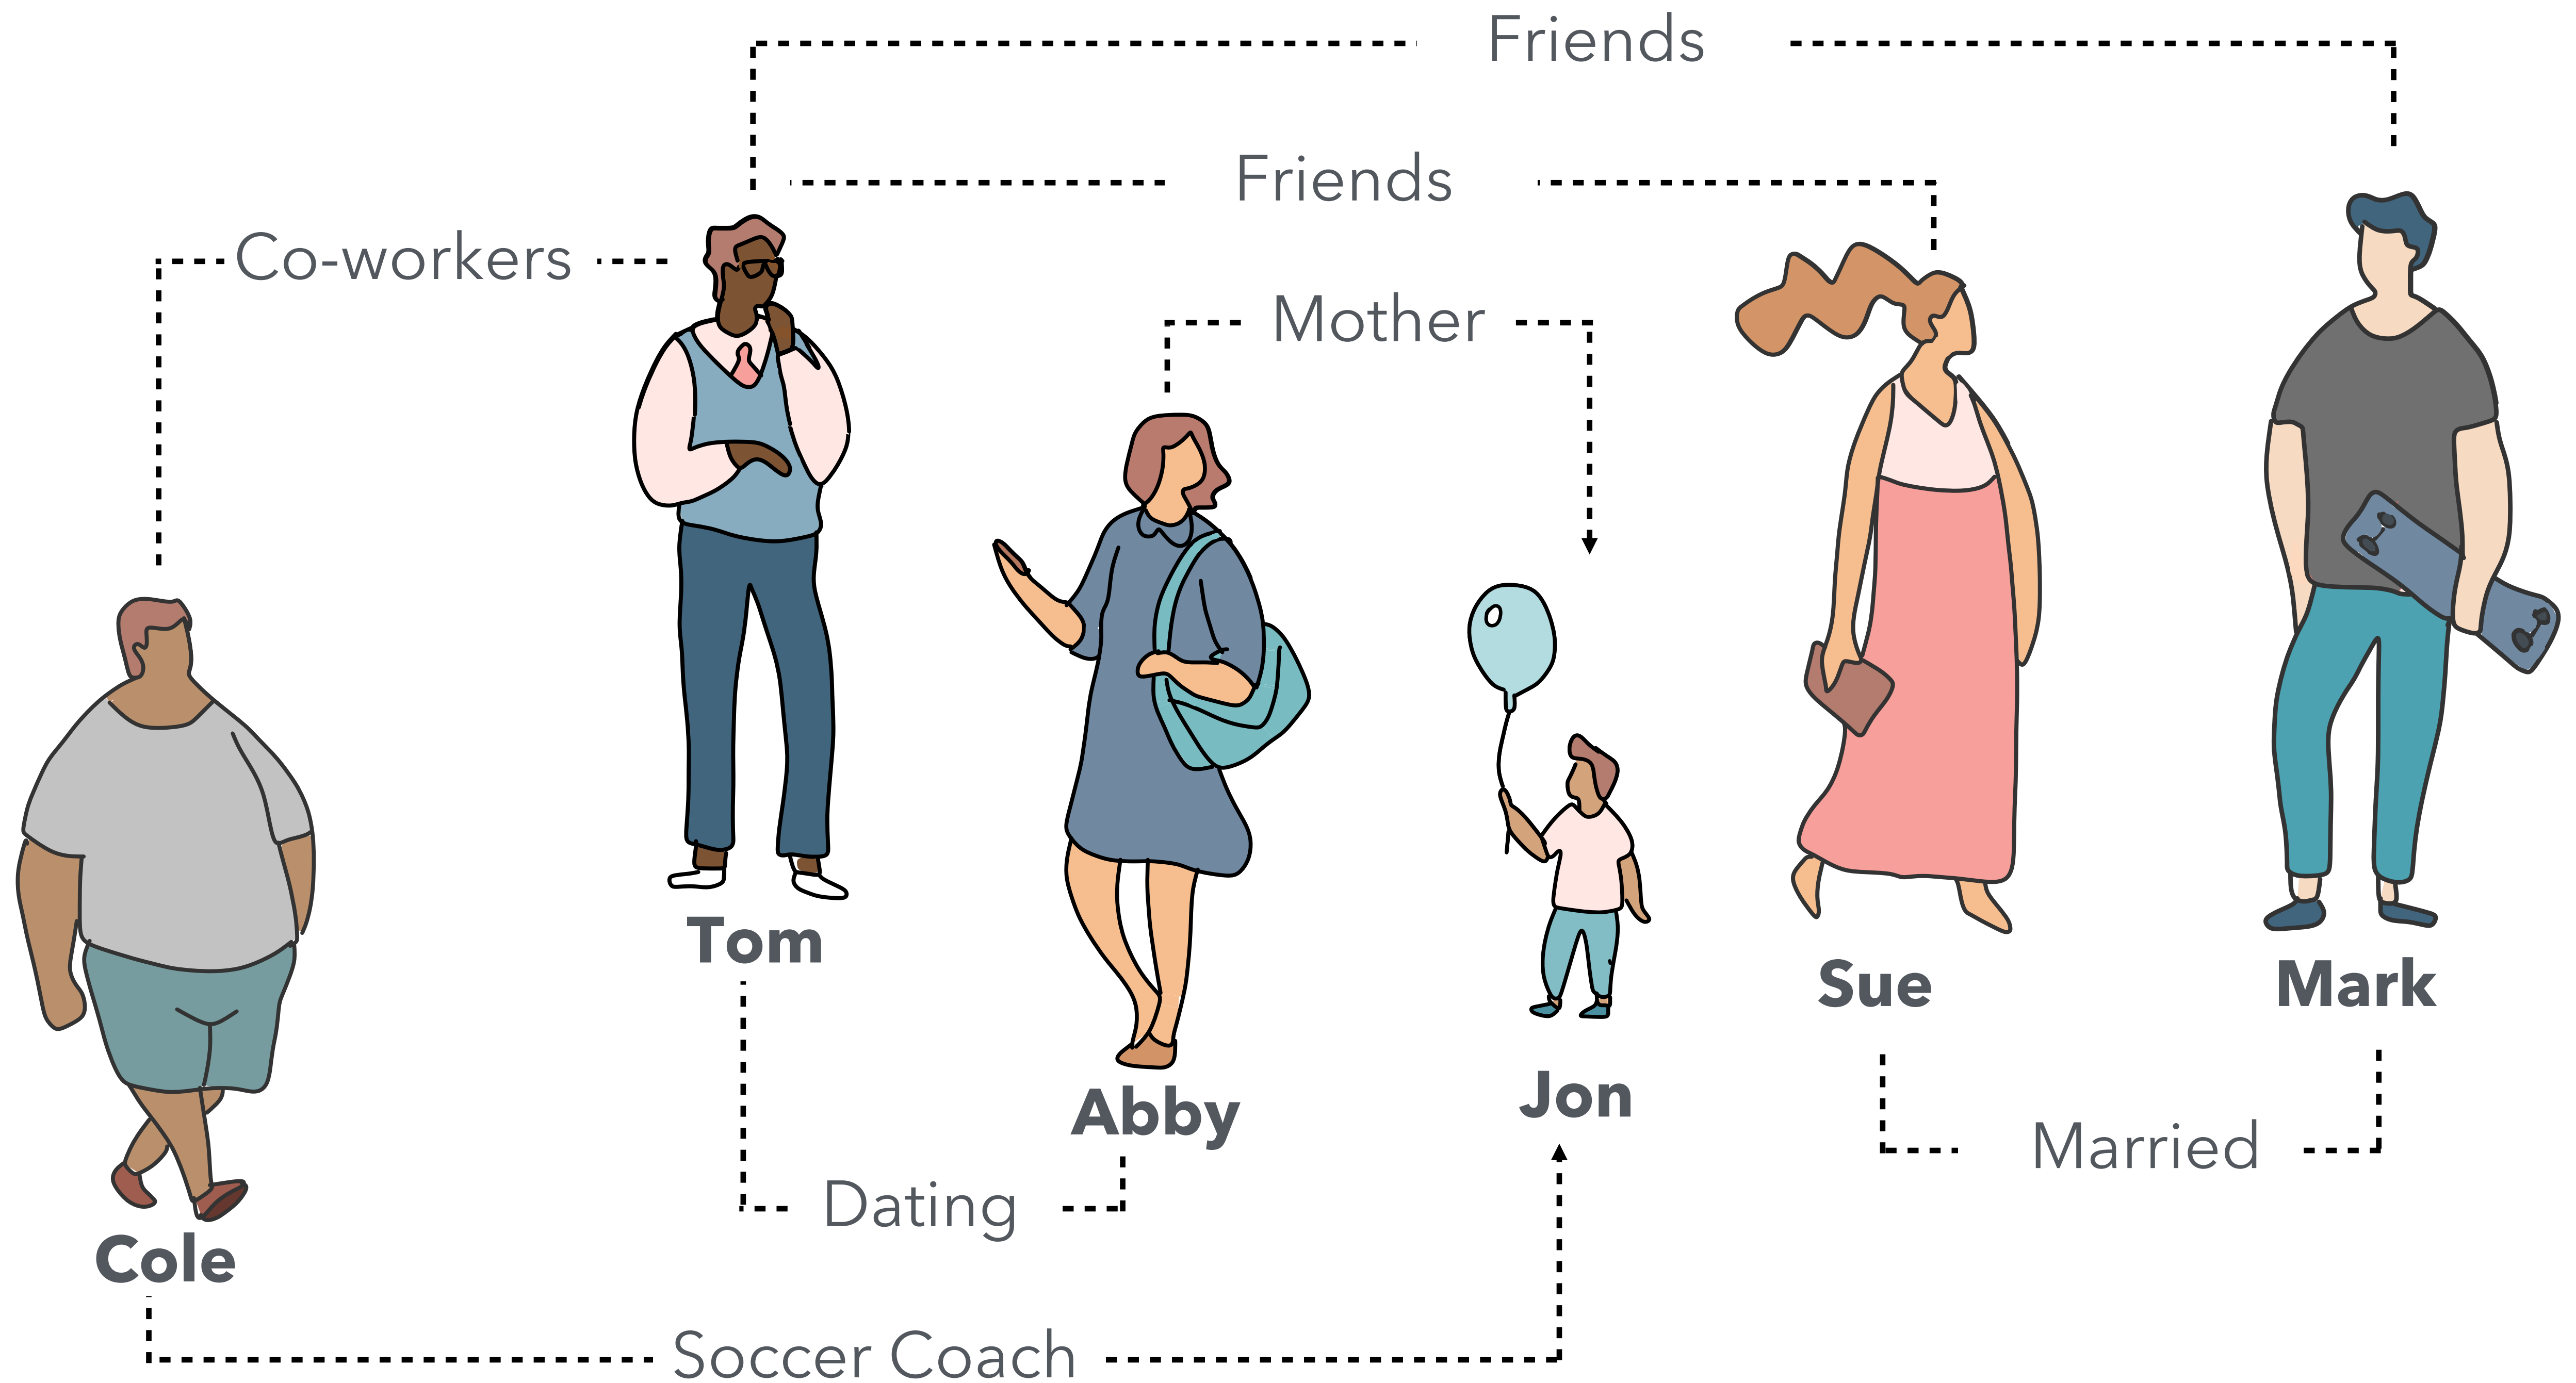 Friends
Friends
Co-workers
Mother
Tom
Sue
Mark
Jon
Abby
Married
Dating
Cole
Soccer Coach